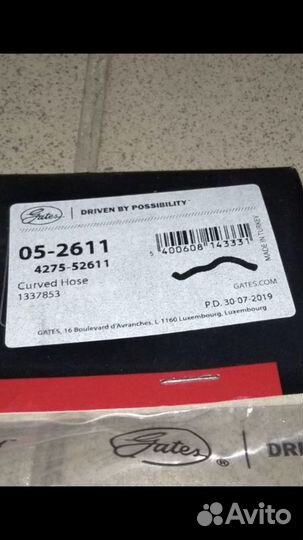 Gates
DRIVEN BY POSSIBILITY™
05-2611
4275-52611
Curved Hose
1337853
5 400608 143331
MADE IN TURKEY
GATES.COM
P.D. 30-07-2019
GATES, 16 Boulevard d'Avranches, L-1160 Luxembourg, Luxembourg
Gates® DRI
Avito